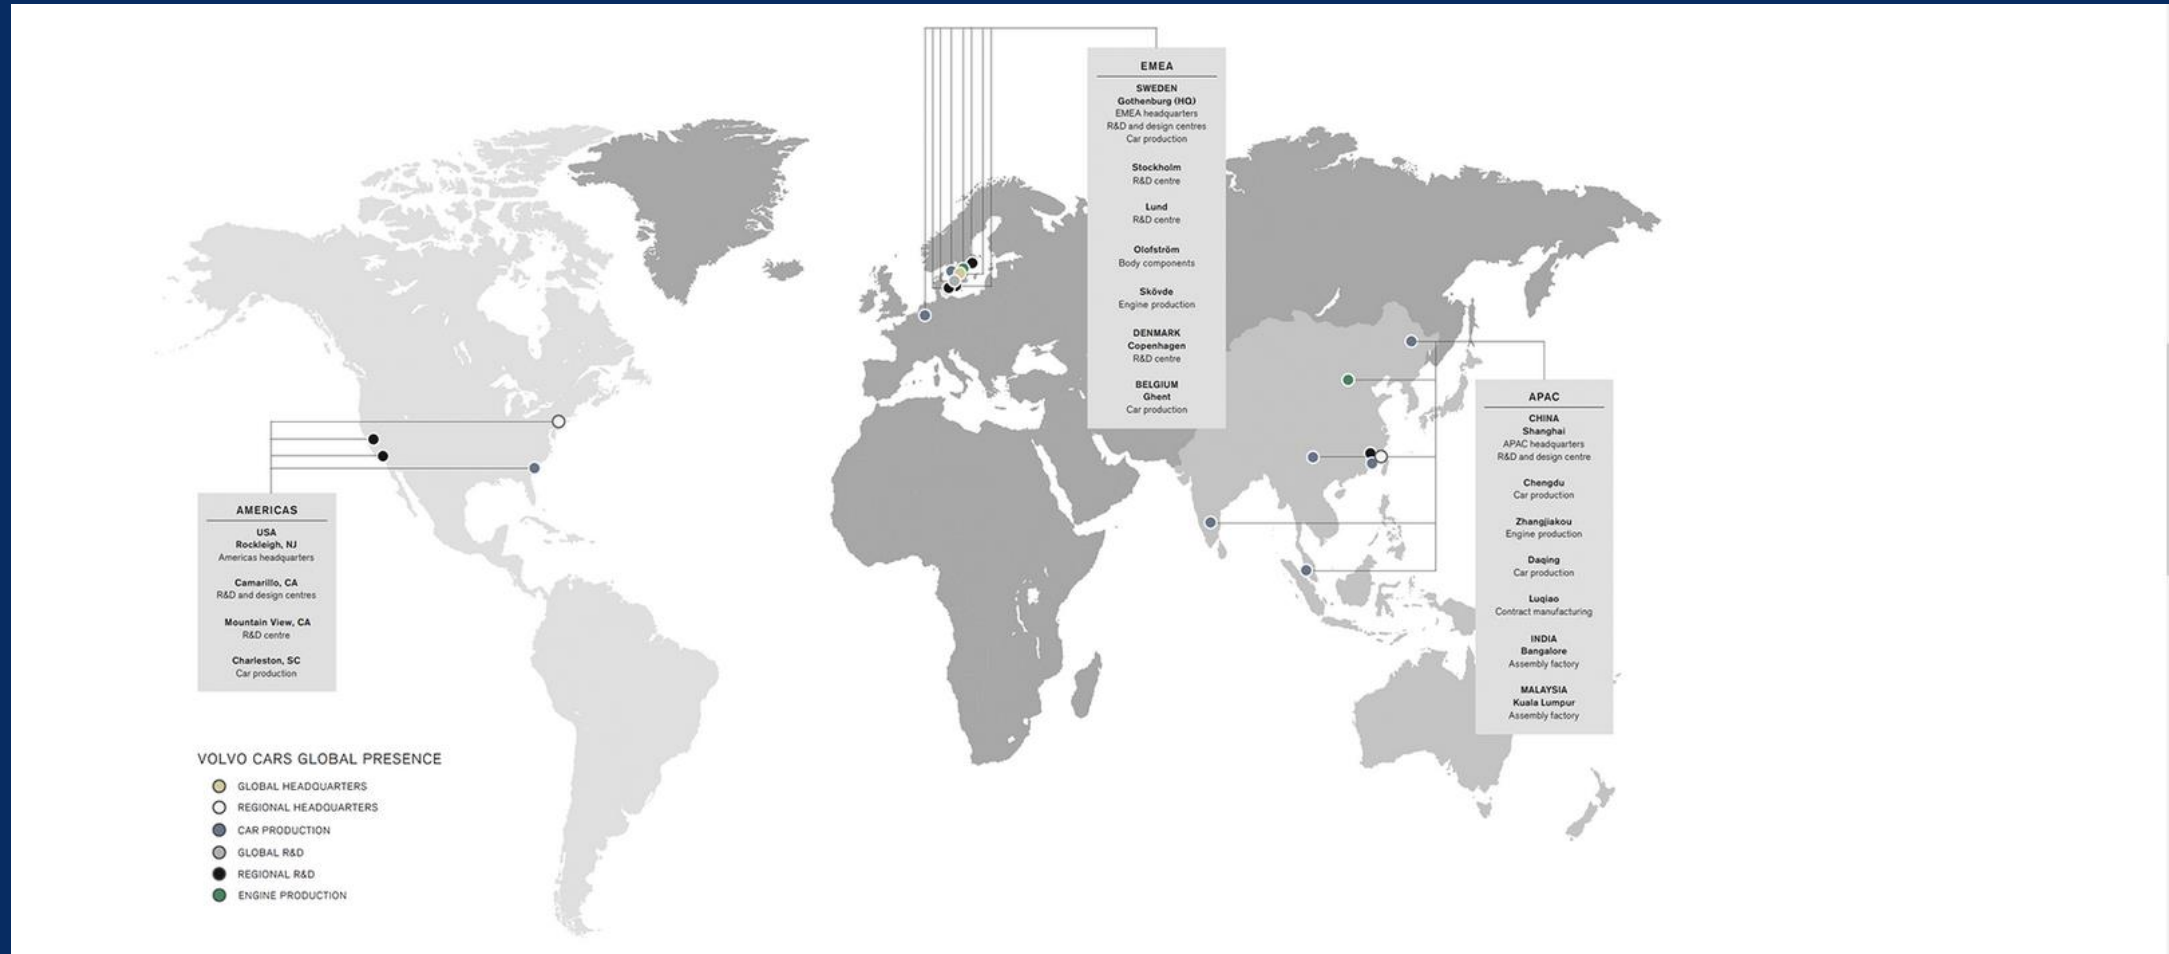 EMEA
SWEDEN
Gothenburg (HQ)
EMEA headquarters
R&D and design centres
Car production
Stockholm
R&D centre
Lund
R&D centre
Olofström
Body components
Skövde
Engine production
DENMARK
Copenhagen
R&D centre
BELGIUM
Ghent
Car production
APAC
CHINA
Shanghai
APAC headquarters
R&D and design centre
Chengdu
Car production
Zhangjiakou
Engine production
Daqing
Car production
Luqiao
Contract manufacturing
INDIA
Bangalore
Assembly factory
MALAYSIA
Kuala Lumpur
Assembly factory
AMERICAS
USA
Rockleigh, NJ
Americas headquarters
Camarillo, CA
R&D and design centres
Mountain View, CA
R&D centre
Charleston, SC
Car production
VOLVO CARS GLOBAL PRESENCE
GLOBAL HEADQUARTERS
REGIONAL HEADQUARTERS
CAR PRODUCTION
GLOBAL R&D
REGIONAL R&D
ENGINE PRODUCTION